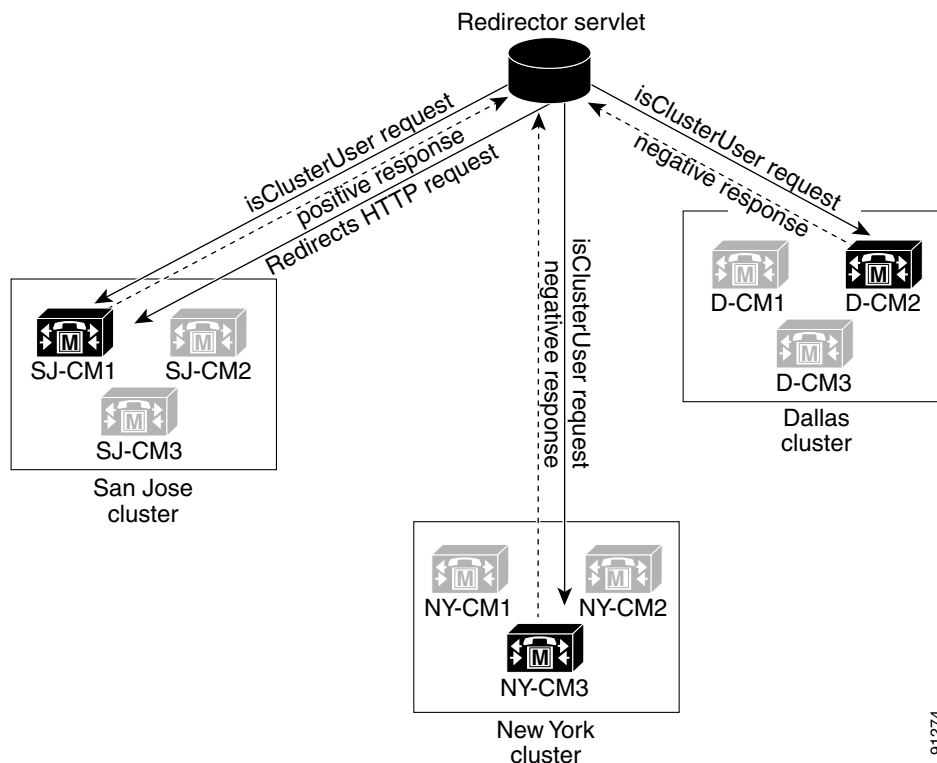 Redirector servlet
isClusterUser request
positive response
Redirects HTTP request
isClusterUser request
negativee response
isClusterUser request
negative response
M
SJ-CM1
M
SJ-CM2
M
SJ-CM3
San Jose
cluster
M
D-CM1
M
D-CM2
M
D-CM3
Dallas
cluster
M
NY-CM1
M
NY-CM2
M
NY-CM3
New York
cluster
91274